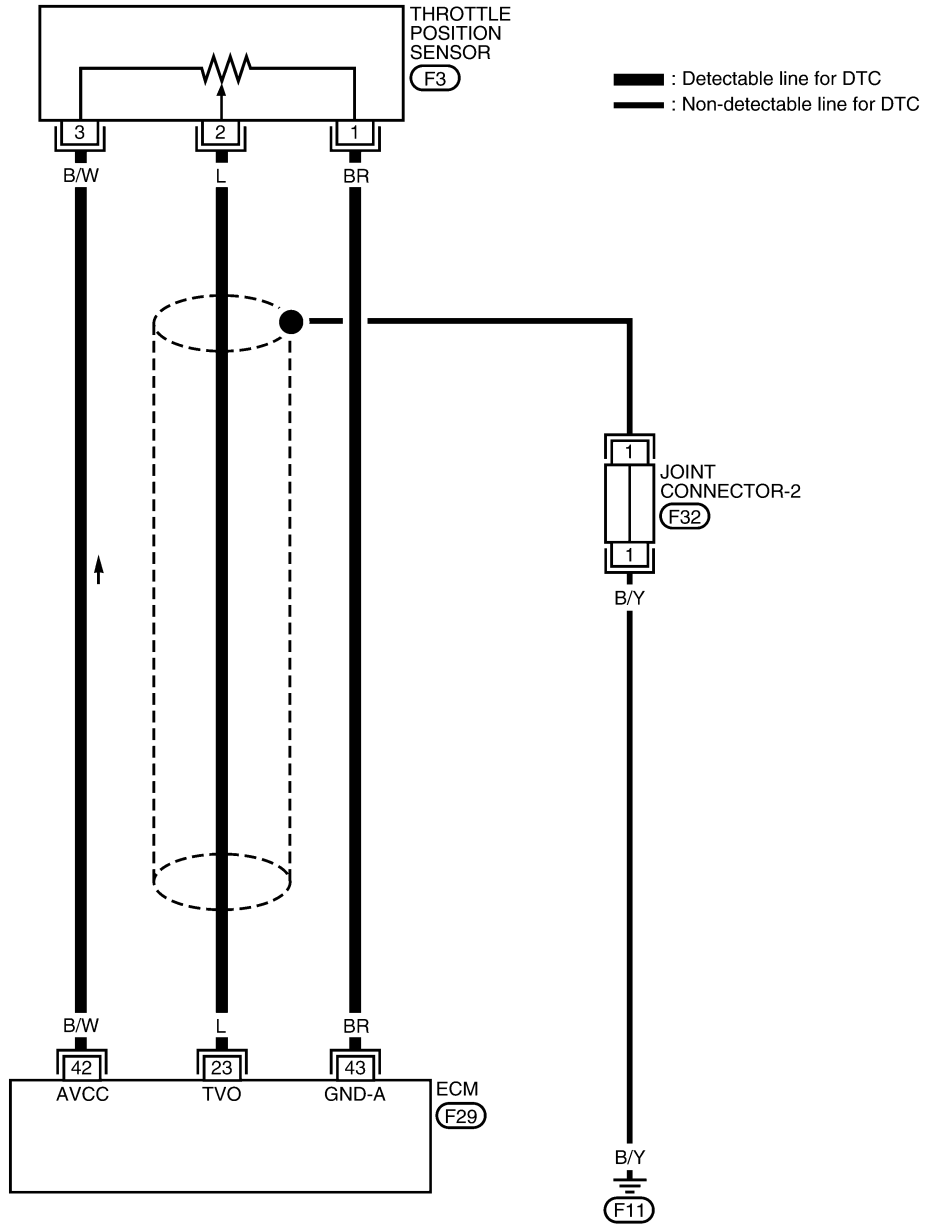 THROTTLE
POSITION
SENSOR
F3
: Detectable line for DTC
: Non-detectable line for DTC
3 2 1
B/W L BR
1
JOINT
CONNECTOR-2
F32
1
B/Y
B/W L BR
42 23 43
AVCC TVO GND-A
ECM
F29
B/Y
F11